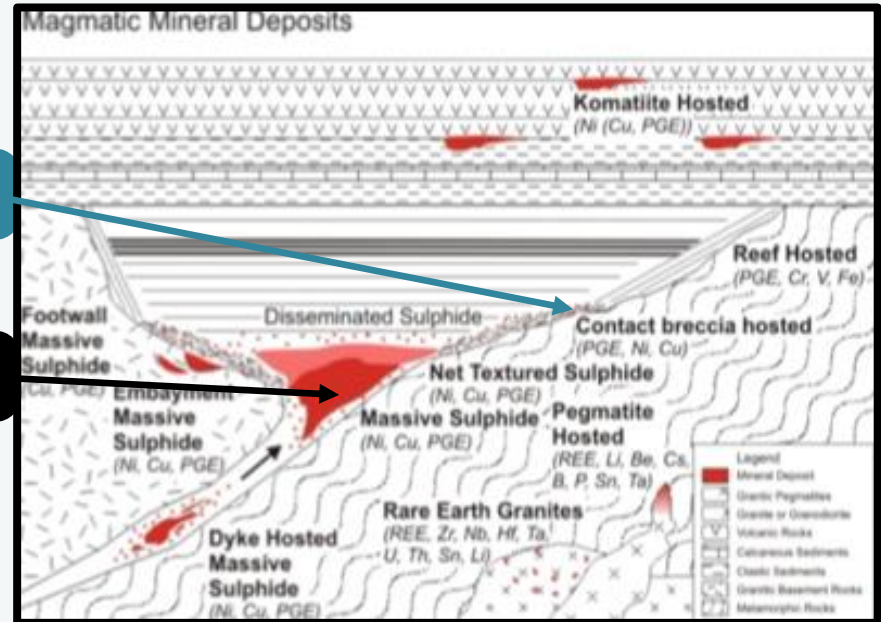 Magmatic Mineral Deposits
Komatiite Hosted
(Ni (Cu, PGE))
Reef Hosted
(PGE, Cr, V, Fe)
Disseminated Sulphide
Contact breccia hosted
(PGE, Ni, Cu)
Footwall
Massive
Sulphide
(Cu, PGE)
Embayment
Massive
Sulphide
(Ni, Cu, PGE)
Net Textured Sulphide
(Ni, Cu, PGE)
Massive Sulphide
(Ni, Cu, PGE)
Pegmatite
Hosted
(REE, Li, Be, Cs,
B, P, Sn, Ta)
Rare Earth Granites
(REE, Zr, Nb, Hf, Ta,
U, Th, Sn, Li)
Dyke Hosted
Massive
Sulphide
(Ni, Cu, PGE)
Legend
Mineral Deposit
Granitic Pegmatites
Granite or Granodiorite
Volcanic Rocks
Calcareous Sediments
Clastic Sediments
Granitic Basement Rocks
Metamorphic Rocks